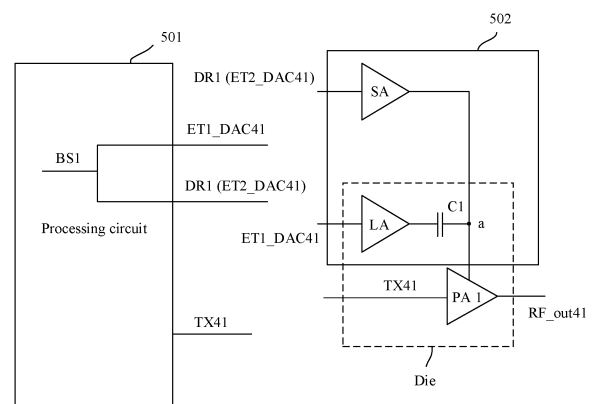 501
502
DR1 (ET2_DAC41)
SA
ET1_DAC41
BS1
DR1 (ET2_DAC41)
Processing circuit
C1
LA
a
ET1_DAC41
TX41
PA 1
RF_out41
TX41
Die